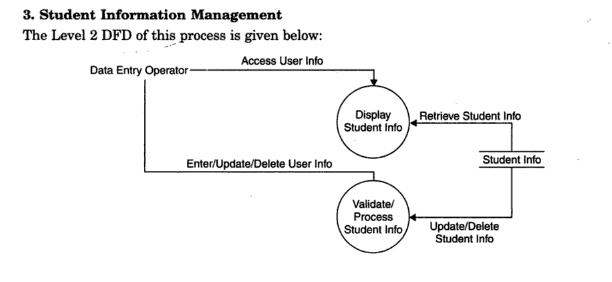 3. Student Information Management
The Level 2 DFD of this process is given below:
Access User Info
Data Entry Operator
Display
Student Info
Retrieve Student Info
Student Info
Enter/Update/Delete User Info
Validate/
Process
Student Info
Update/Delete
Student Info